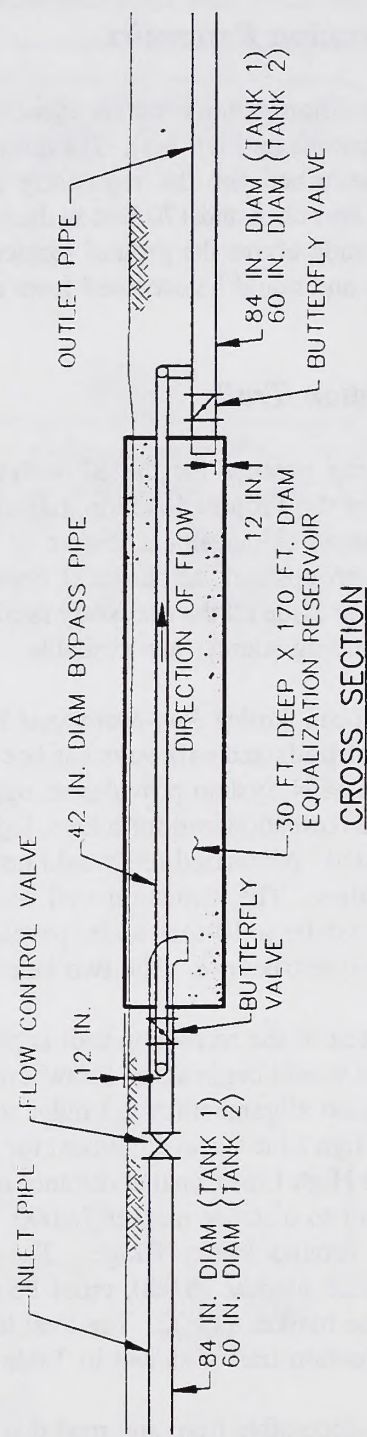 INLET PIPE
FLOW CONTROL VALVE
42 IN. DIAM BYPASS PIPE
OUTLET PIPE
12 IN.
DIRECTION OF FLOW
84 IN. DIAM (TANK 1)
60 IN. DIAM (TANK 2)
BUTTERFLY
VALVE
30 FT. DEEP X 170 FT. DIAM
EQUALIZATION RESERVOIR
12 IN.
84 IN. DIAM (TANK 1)
60 IN. DIAM (TANK 2)
BUTTERFLY VALVE
CROSS SECTION